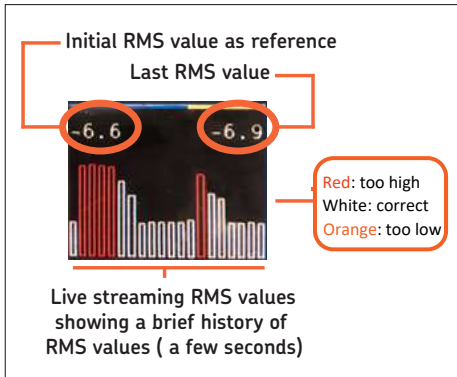 Initial RMS value as reference
Last RMS value
-6.6
-6.9
Red: too high
White: correct
Orange: too low
Live streaming RMS values
showing a brief history of
RMS values ( a few seconds)